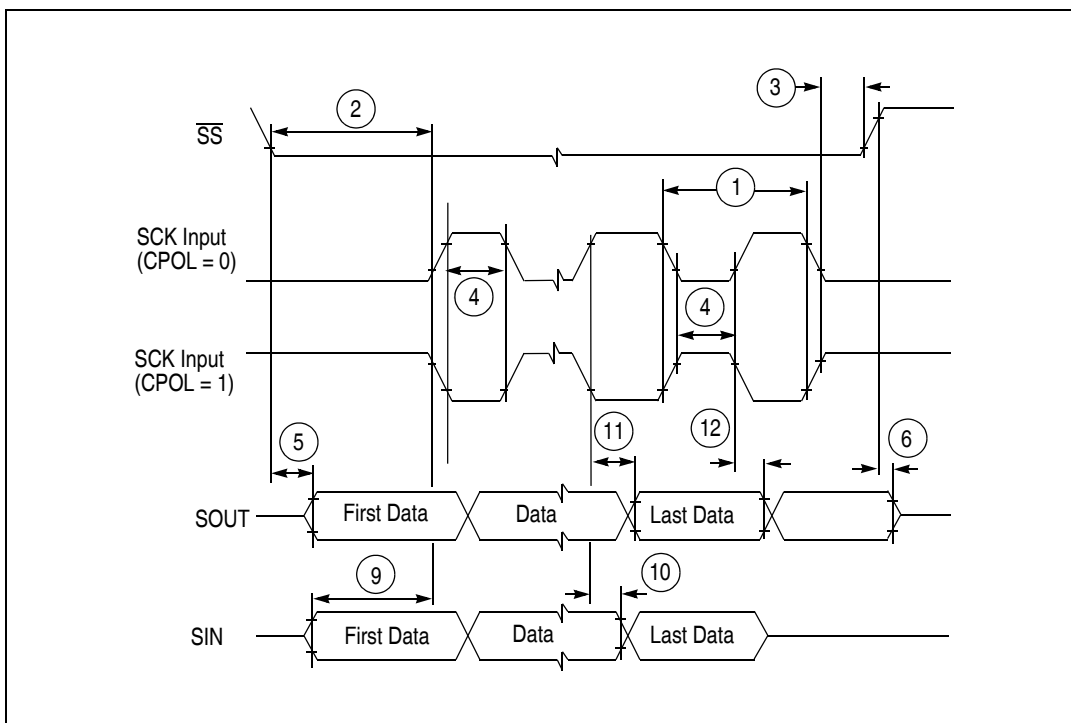 3
2
S̅S̅
1
SCK Input
(CPOL = 0)
4
4
SCK Input
(CPOL = 1)
5
11
12
6
SOUT
First Data
Data
Last Data
9
10
SIN
First Data
Data
Last Data